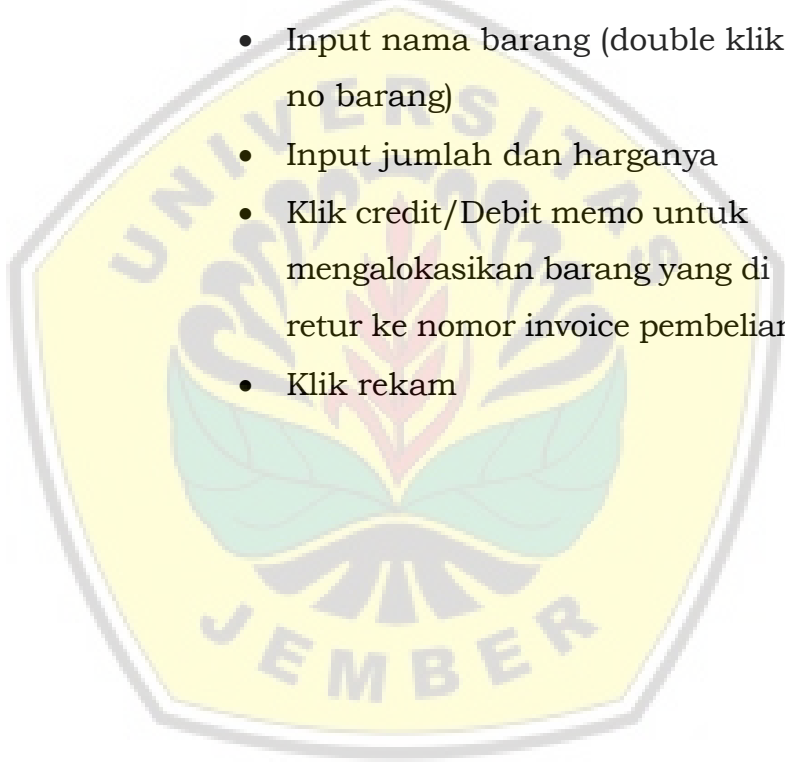 • Input nama barang (double klik
no barang)
• Input jumlah dan harganya
• Klik credit/Debit memo untuk
mengalokasikan barang yang di
retur ke nomor invoice pembelian
• Klik rekam
UNIVERSITAS
JEMBER